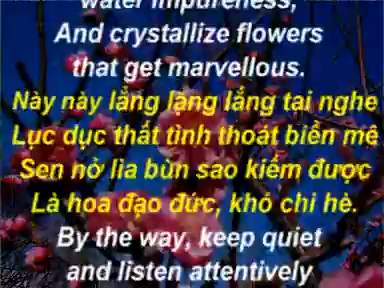 water impureness,
And crystallize flowers
that get marvellous.
Này này lẳng lặng lắng tai nghe
Lục dục thất tình thoát biển mê
Sen nở lìa bùn sao kiếm được
Là hoa đạo đức, khó chi hè.
By the way, keep quiet
and listen attentively